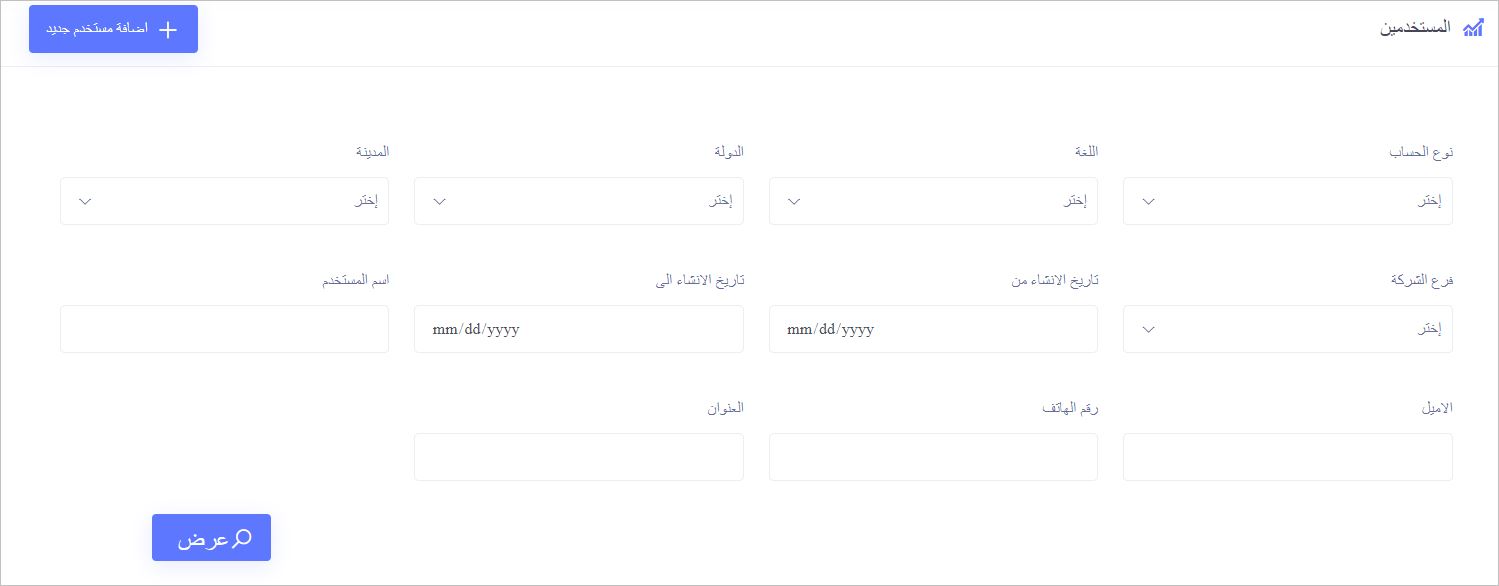 المستخدمين
اضافة مستخدم جديد
نوع الحساب
اللغة
الدولة
المدينة
إختر
إختر
إختر
إختر
فرع الشركة
تاريخ الانشاء من
تاريخ الانشاء الى
اسم المستخدم
إختر
mm/dd/yyyy
mm/dd/yyyy
الاميل
رقم الهاتف
العنوان
عرض